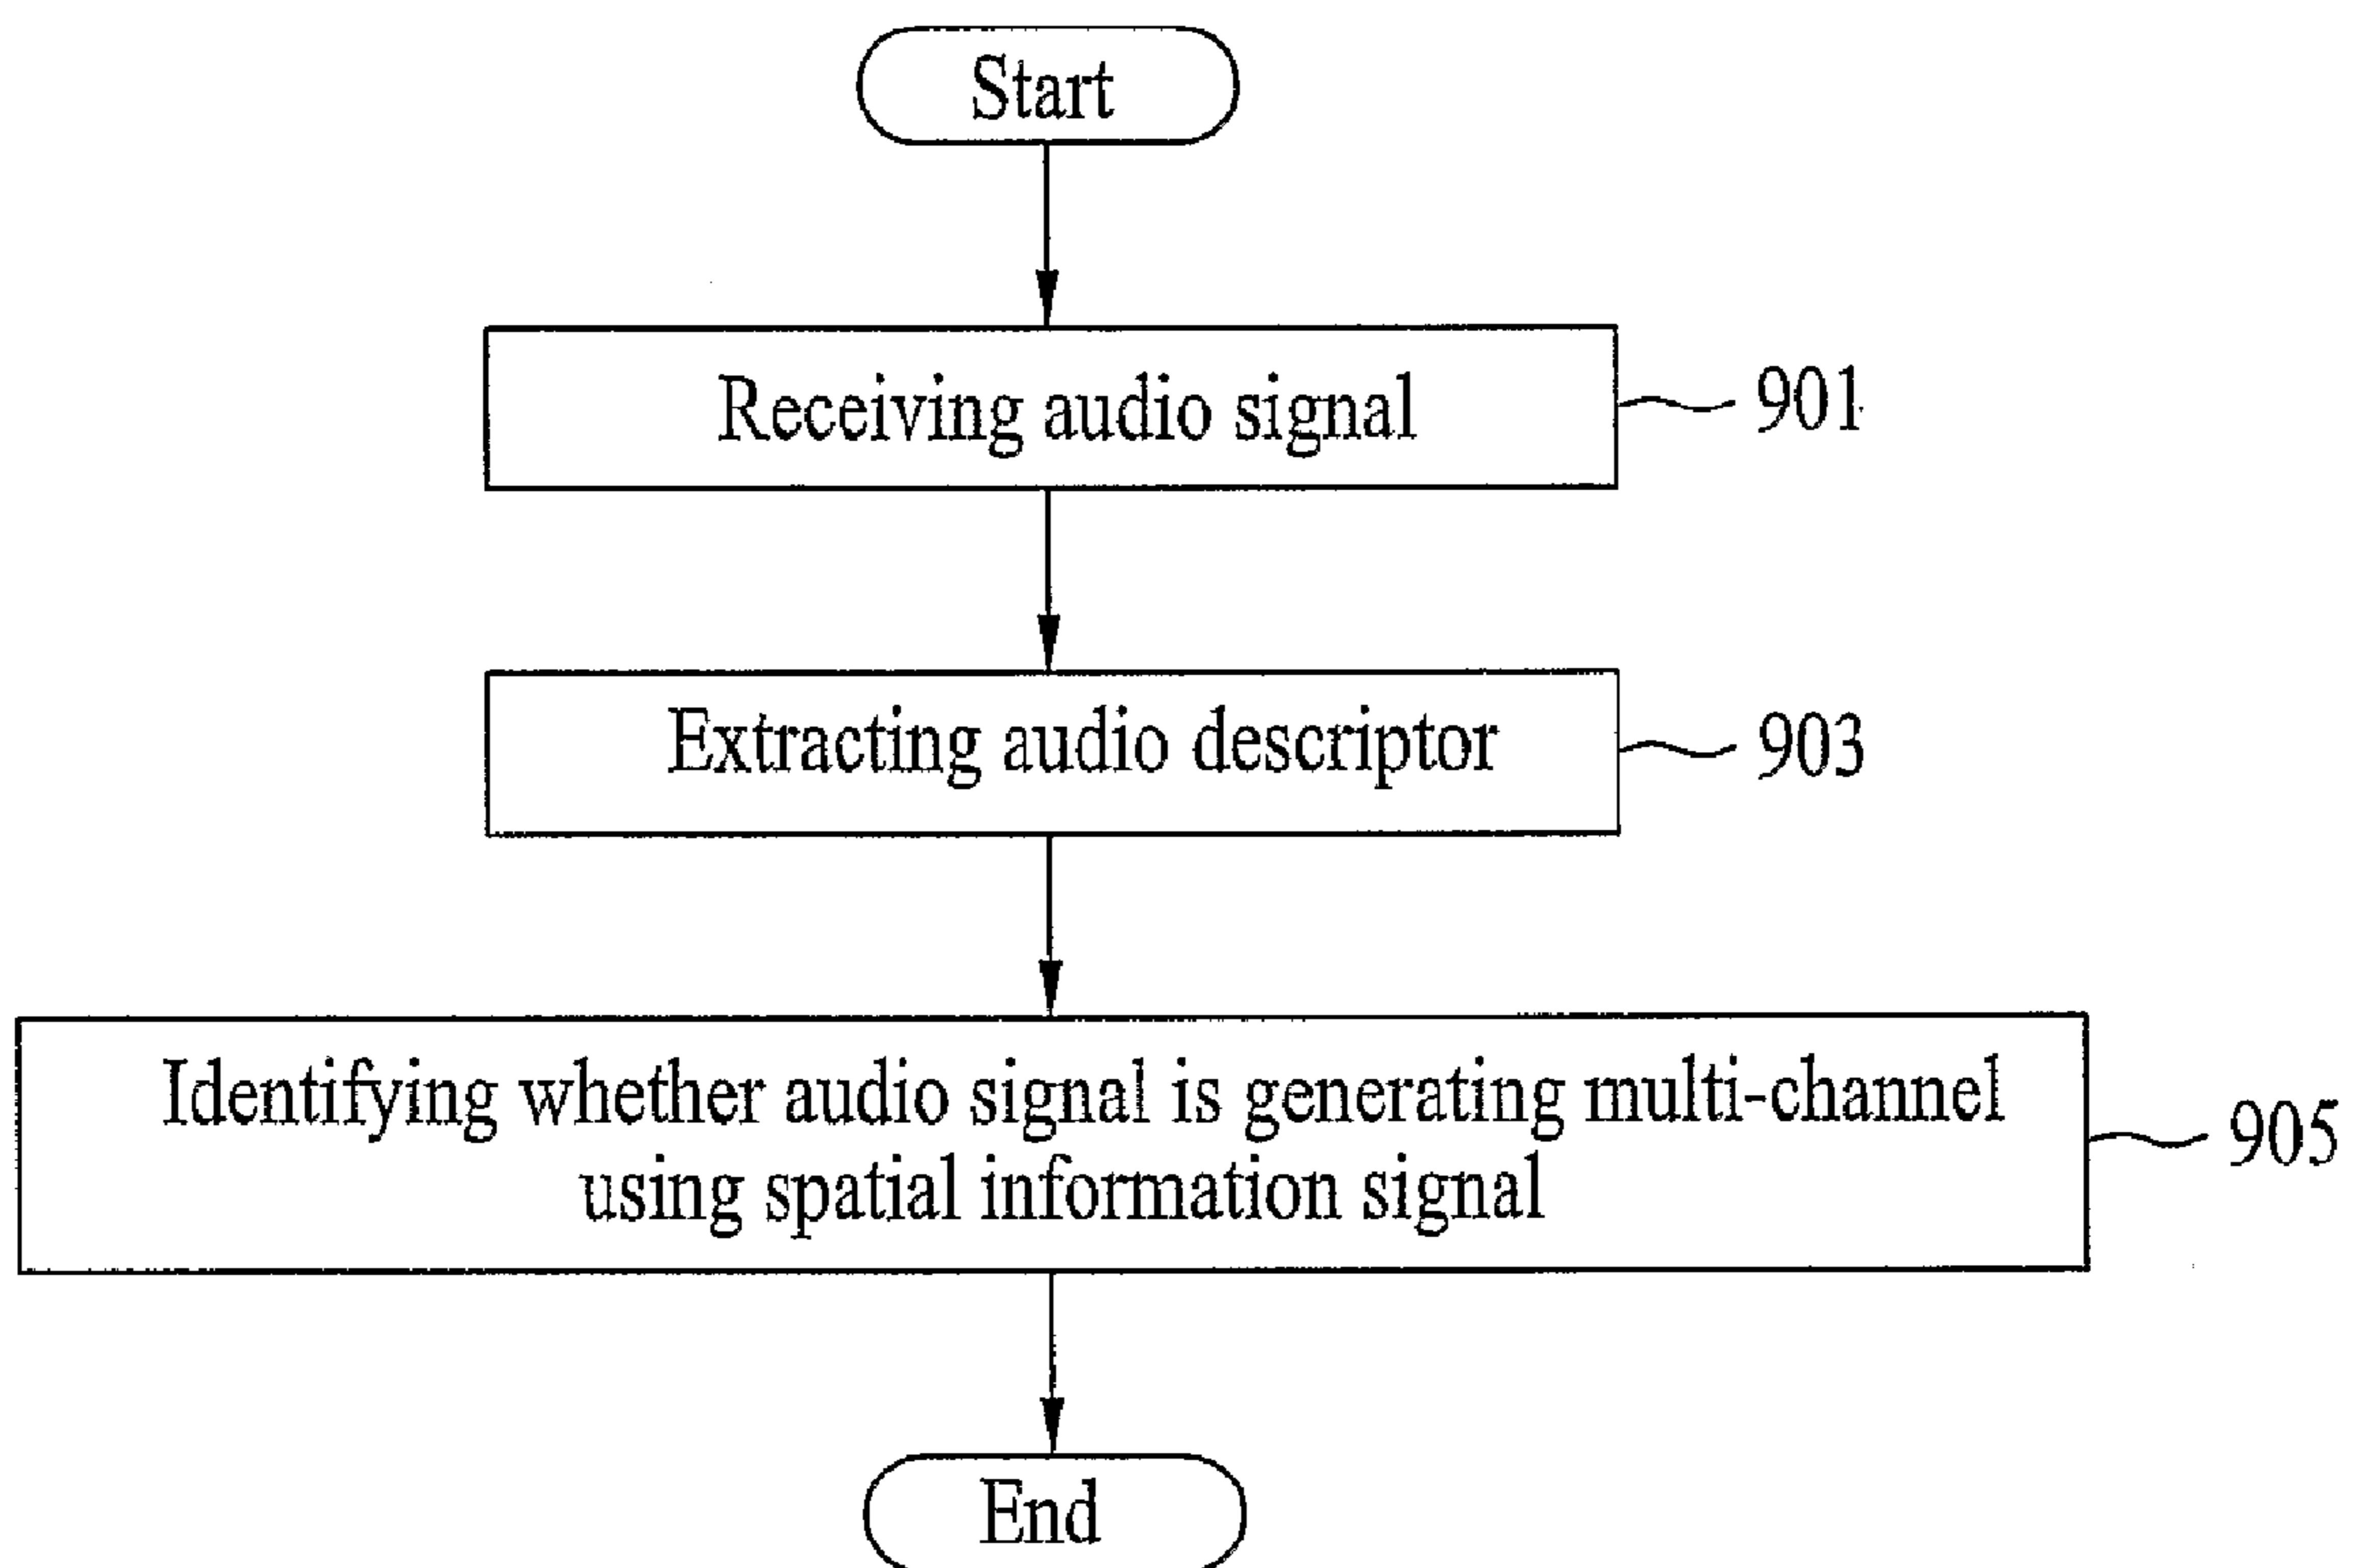 Start
Receiving audio signal
901
Extracting audio descriptor
903
Identifying whether audio signal is generating multi-channel
using spatial information signal
905
End